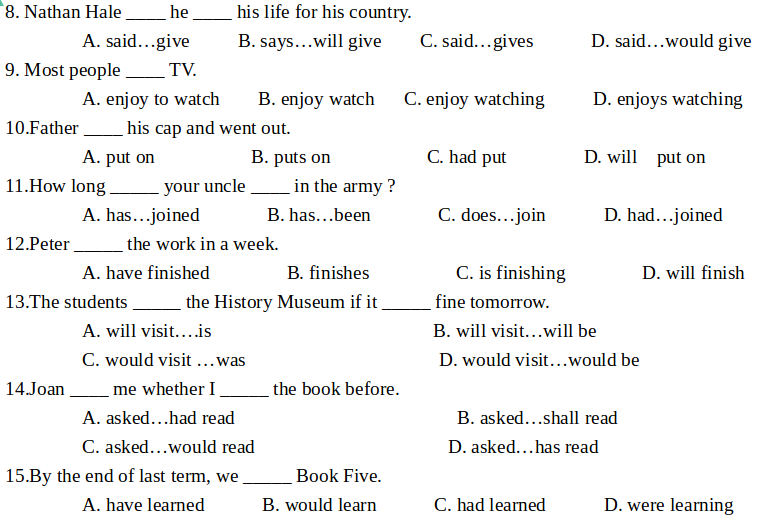 8. Nathan Hale ____ he ____ his life for his country.
A. said…give B. says…will give C. said…gives D. said…would give
9. Most people ____ TV.
A. enjoy to watch B. enjoy watch C. enjoy watching D. enjoys watching
10.Father ____ his cap and went out.
A. put on B. puts on C. had put D. will put on
11.How long _____ your uncle ____ in the army ?
A. has…joined B. has…been C. does…join D. had…joined
12.Peter _____ the work in a week.
A. have finished B. finishes C. is finishing D. will finish
13.The students _____ the History Museum if it _____ fine tomorrow.
A. will visit….is B. will visit…will be
C. would visit …was D. would visit…would be
14.Joan ____ me whether I _____ the book before.
A. asked…had read B. asked…shall read
C. asked…would read D. asked…has read
15.By the end of last term, we _____ Book Five.
A. have learned B. would learn C. had learned D. were learning